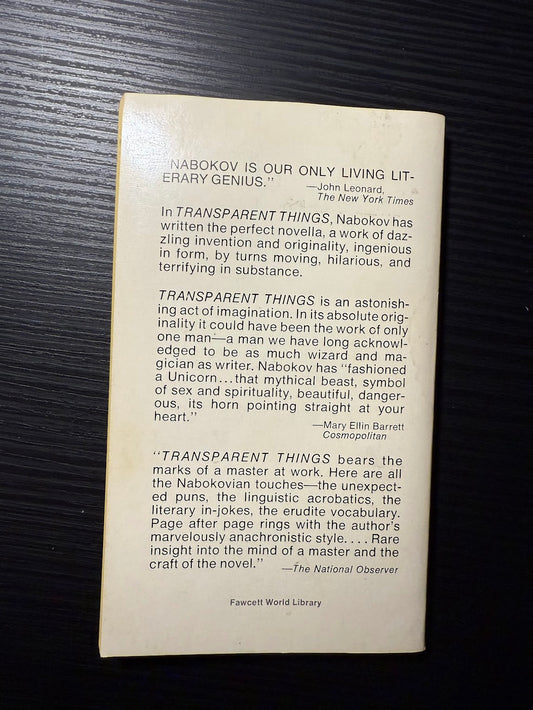 "NABOKOV IS OUR ONLY LIVING LIT-
ERARY GENIUS."
—John Leonard,
The New York Times
In TRANSPARENT THINGS, Nabokov has
written the perfect novella, a work of daz-
zling invention and originality, ingenious
in form, by turns moving, hilarious, and
terrifying in substance.
TRANSPARENT THINGS is an astonish-
ing act of imagination. In its absolute orig-
inality it could have been the work of only
one man—a man we have long acknowl-
edged to be as much wizard and ma-
gician as writer. Nabokov has "fashioned
a Unicorn...that mythical beast, symbol
of sex and spirituality, beautiful, danger-
ous, its horn pointing straight at your
heart."
—Mary Ellin Barrett
Cosmopolitan
"TRANSPARENT THINGS bears the
marks of a master at work. Here are all
the Nabokovian touches—the unexpect-
ed puns, the linguistic acrobatics, the
literary in-jokes, the erudite vocabulary.
Page after page rings with the author's
marvelously anachronistic style.... Rare
insight into the mind of a master and the
craft of the novel."
—The National Observer
Fawcett World Library